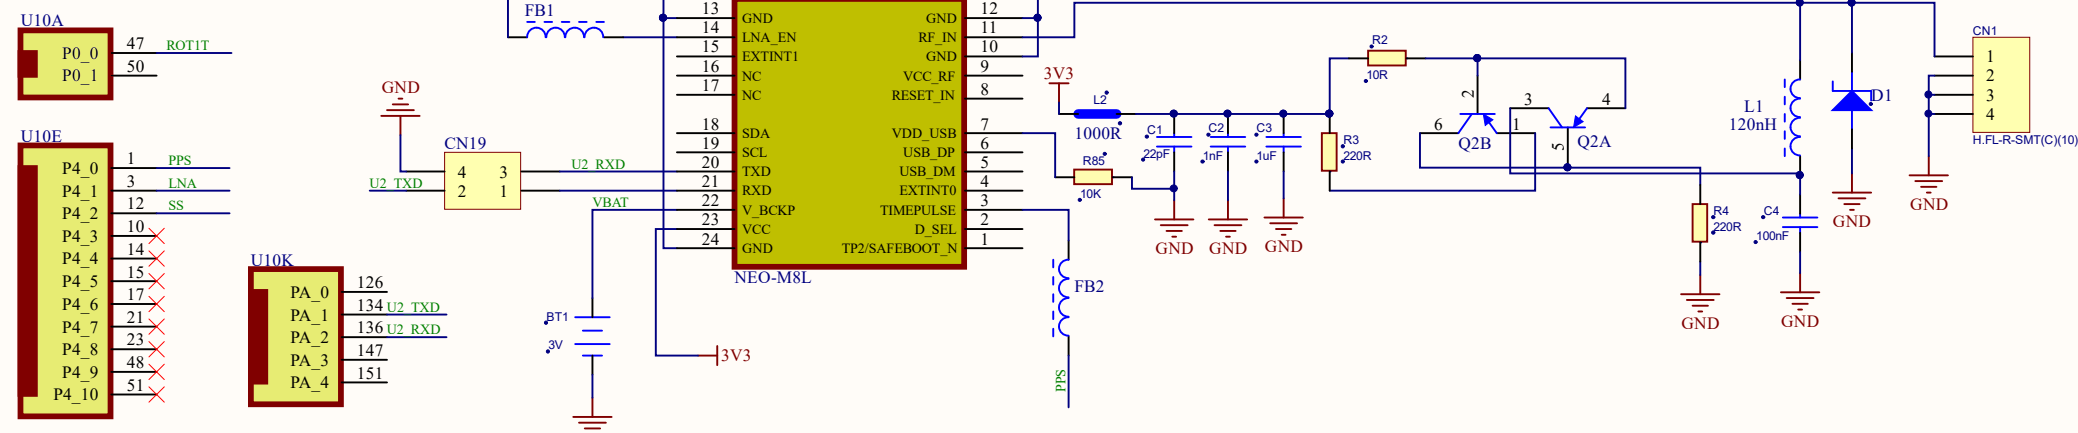 U10A
P0_0 47 ROT1T
P0_1 50
U10E
P4_0 1 PPS
P4_1 3 LNA
P4_2 12 SS
P4_3 10
P4_4 14
P4_5 15
P4_6 17
P4_7 21
P4_8 23
P4_9 48
P4_10 51
U10K
PA_0 126
PA_1 134 U2_TXD
PA_2 136 U2_RXD
PA_3 147
PA_4 151
GND
CN19
4 3 U2_RXD
U2_TXD 2 1
FB1
VBAT
BT1
3V
3V3
13 GND GND 12
14 LNA_EN RF_IN 11
15 EXTINT1 GND 10
16 NC VCC_RF 9
17 NC RESET_IN 8
18 SDA VDD_USB 7
19 SCL USB_DP 6
20 TXD USB_DM 5
21 RXD EXTINT0 4
22 V_BCKP TIMEPULSE 3
23 VCC D_SEL 2
24 GND TP2/SAFEBOOT_N 1
NEO-M8L
FB2
PPS
3V3
L2
1000R
R85
10K
C1
22pF
C2
1nF
C3
1uF
GND GND GND
R2
10R
R3
220R
2
6 1
Q2B
3 4
5
Q2A
R4
220R
GND
L1
120nH
C4
100nF
GND
D1
GND
CN1
1
2
3
4
H.FL-R-SMT(C)(10)
GND